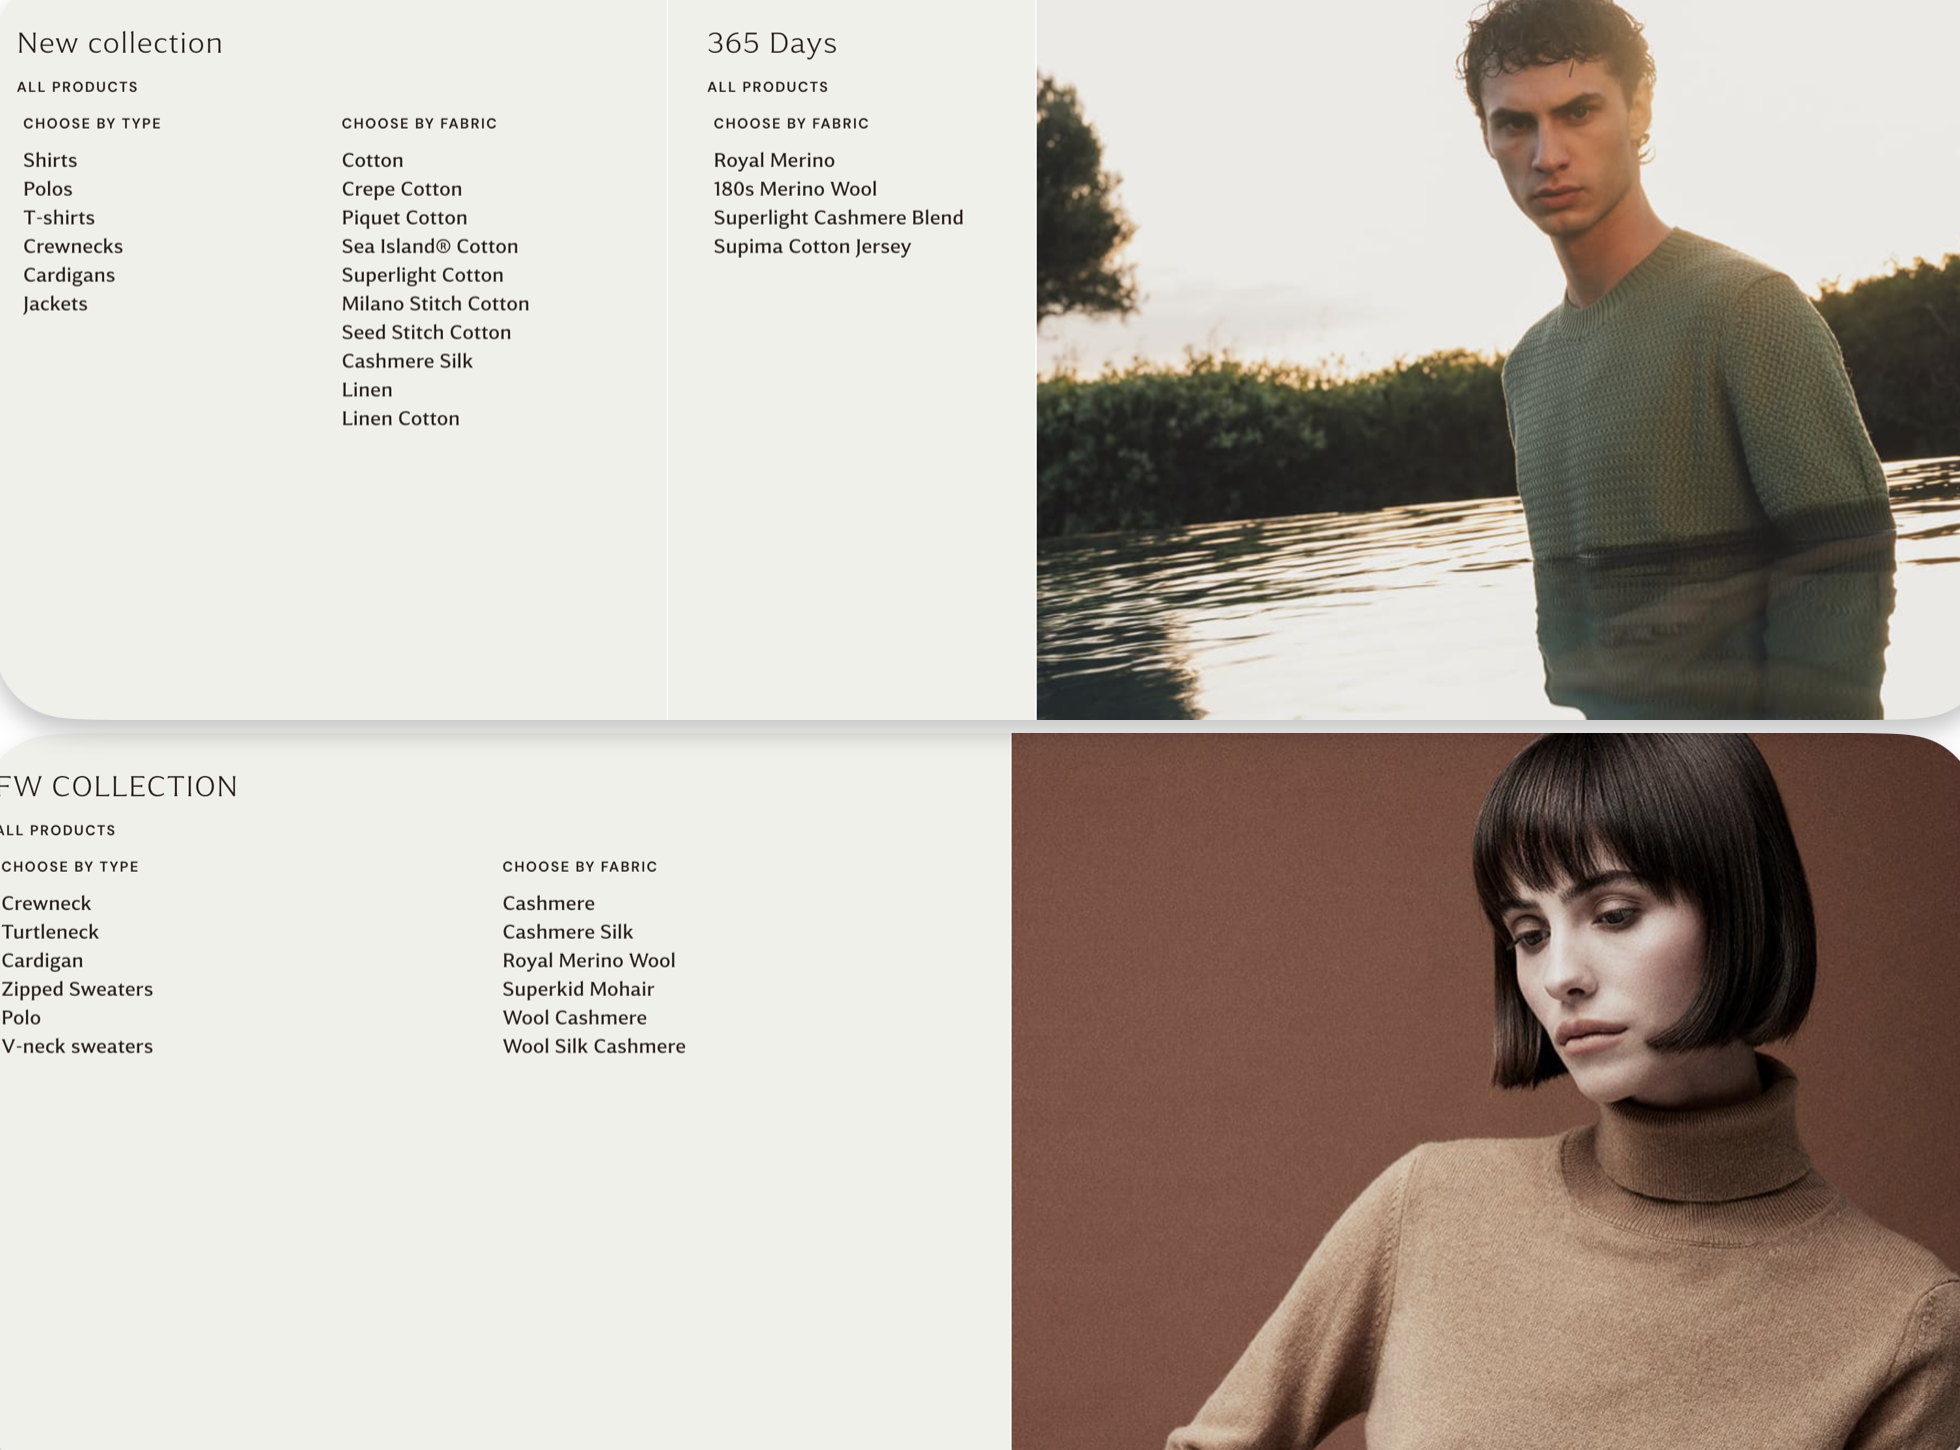 New collection
ALL PRODUCTS
CHOOSE BY TYPE
Shirts
Polos
T-shirts
Crewnecks
Cardigans
Jackets
CHOOSE BY FABRIC
Cotton
Crepe Cotton
Piquet Cotton
Sea Island® Cotton
Superlight Cotton
Milano Stitch Cotton
Seed Stitch Cotton
Cashmere Silk
Linen
Linen Cotton
365 Days
ALL PRODUCTS
CHOOSE BY FABRIC
Royal Merino
180s Merino Wool
Superlight Cashmere Blend
Supima Cotton Jersey
FW COLLECTION
ALL PRODUCTS
CHOOSE BY TYPE
Crewneck
Turtleneck
Cardigan
Zipped Sweaters
Polo
V-neck sweaters
CHOOSE BY FABRIC
Cashmere
Cashmere Silk
Royal Merino Wool
Superkid Mohair
Wool Cashmere
Wool Silk Cashmere